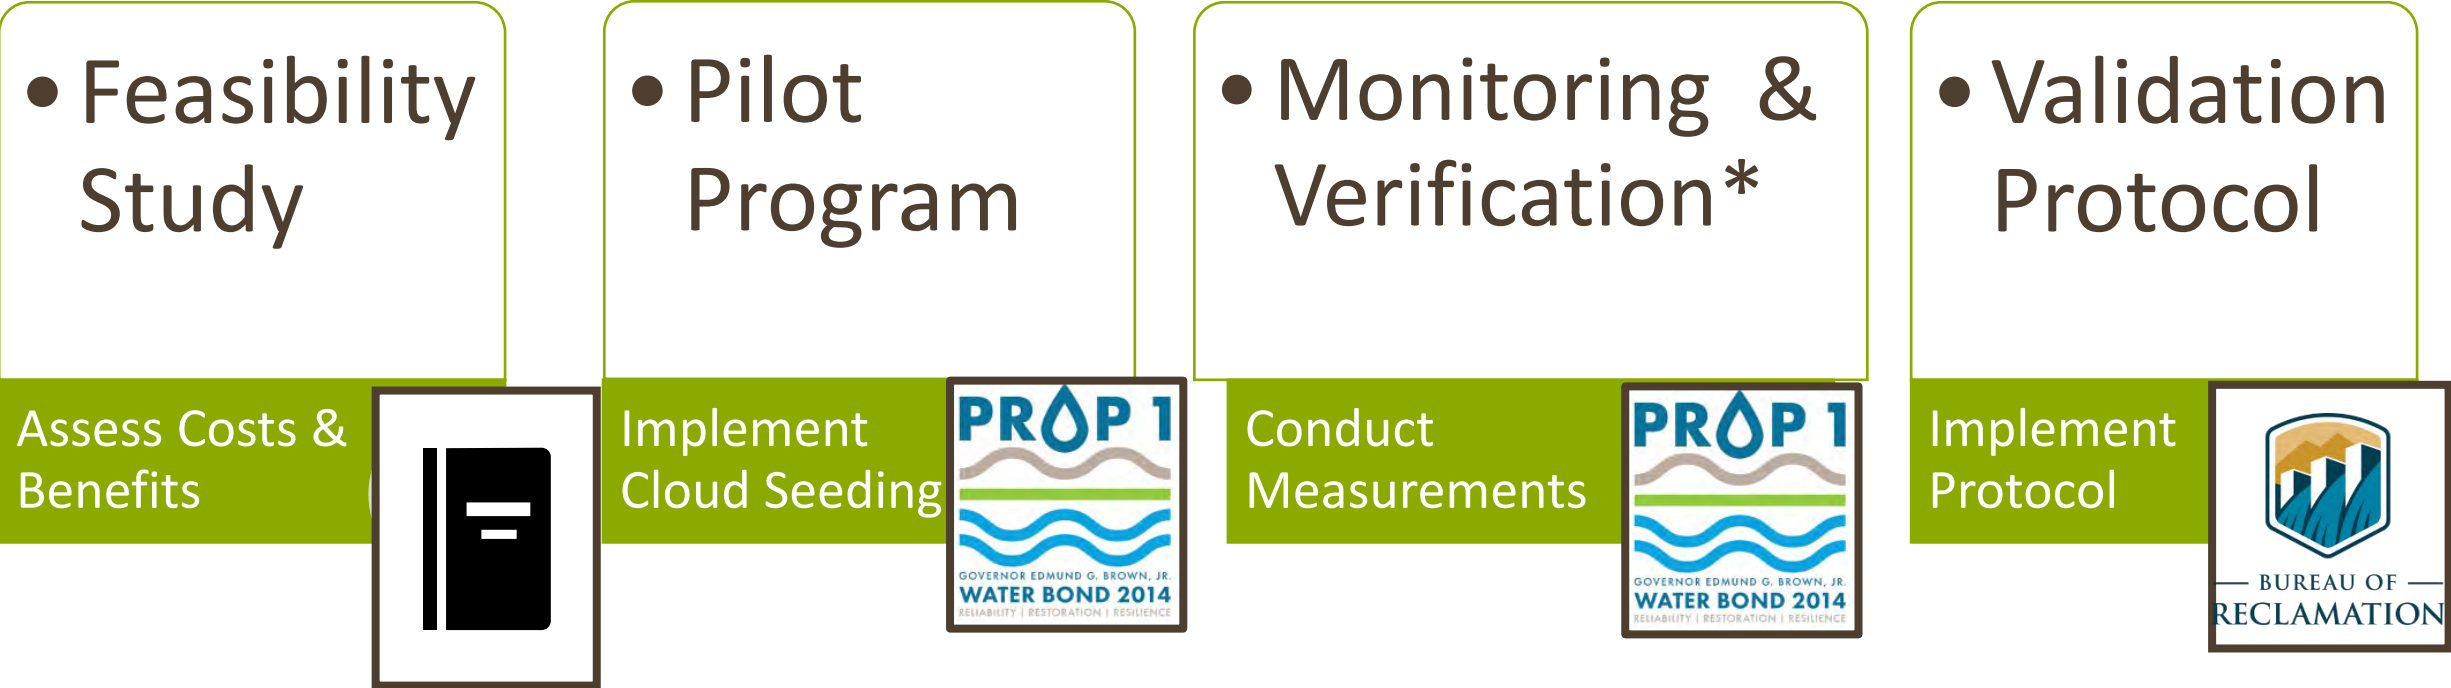 • Feasibility
Study
Assess Costs &
Benefits
• Pilot
Program
Implement
Cloud Seeding
PROP 1
GOVERNOR EDMUND G. BROWN, JR.
WATER BOND 2014
RELIABILITY | RESTORATION | RESILIENCE
• Monitoring &
Verification*
Conduct
Measurements
PROP 1
GOVERNOR EDMUND G. BROWN, JR.
WATER BOND 2014
RELIABILITY | RESTORATION | RESILIENCE
• Validation
Protocol
Implement
Protocol
BUREAU OF
RECLAMATION